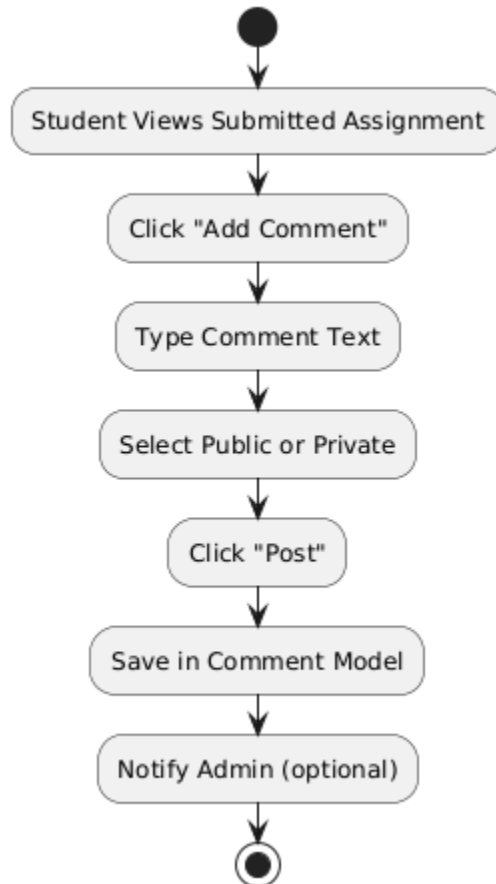 Student Views Submitted Assignment
Click "Add Comment"
Type Comment Text
Select Public or Private
Click "Post"
Save in Comment Model
Notify Admin (optional)